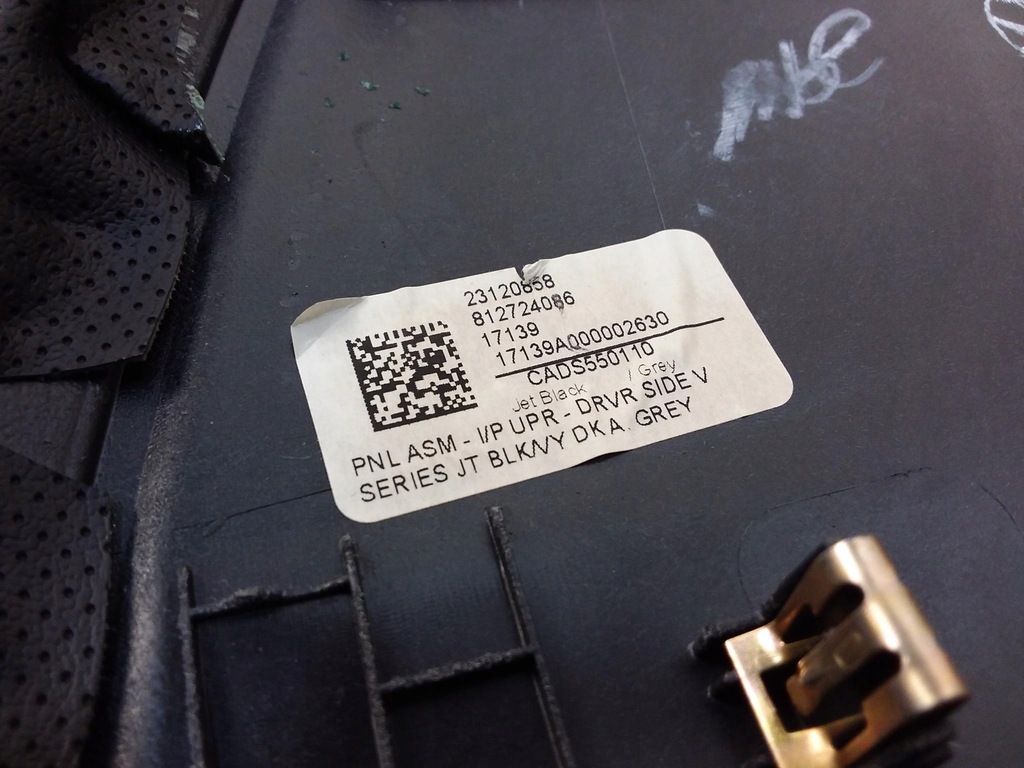 23120858
812724086
17139
17139A000002630
CADS550110
Jet Black / Grey
PNL ASM - I/P UPR - DRVR SIDE V
SERIES JT BLK/VY DK A. GREY